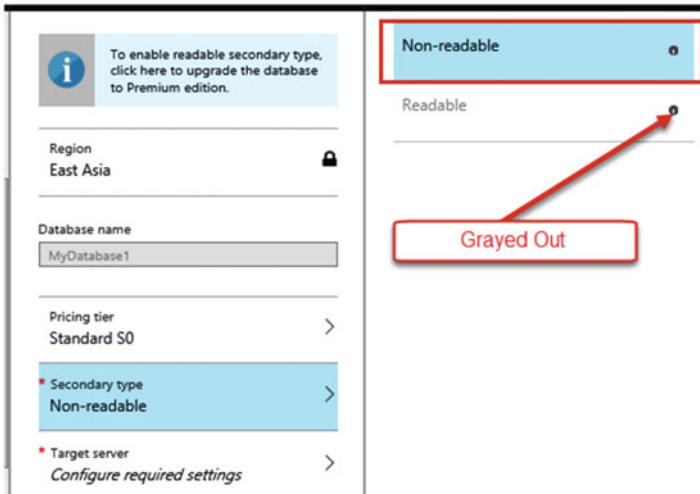 To enable readable secondary type,
click here to upgrade the database
to Premium edition.
Region
East Asia
Database name
MyDatabase1
Pricing tier
Standard S0
* Secondary type
Non-readable
* Target server
Configure required settings
Non-readable
Readable
Grayed Out